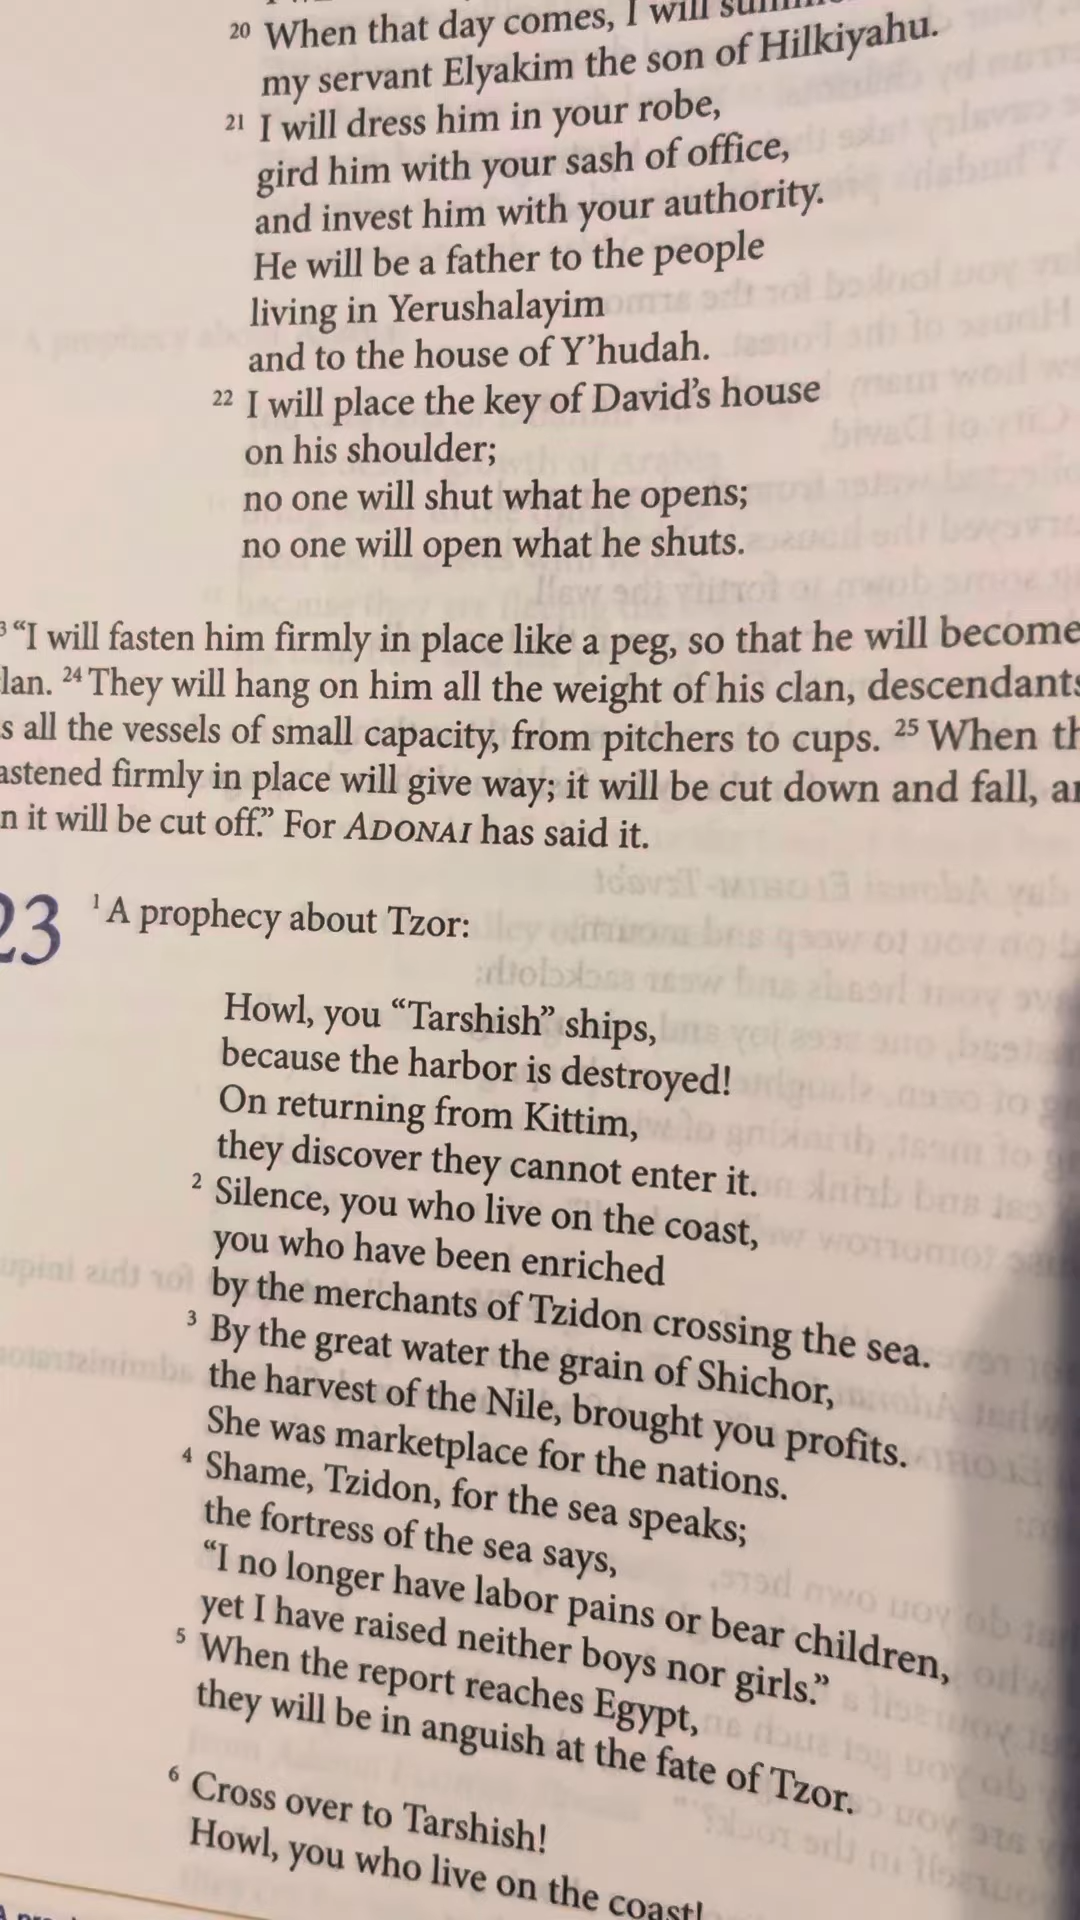 20 When that day comes, I will
my servant Elyakim the son of Hilkiyahu.
21 I will dress him in your robe,
gird him with your sash of office,
and invest him with your authority.
He will be a father to the people
living in Yerushalayim
and to the house of Y’hudah.
22 I will place the key of David’s house
on his shoulder;
no one will shut what he opens;
no one will open what he shuts.
3 “I will fasten him firmly in place like a peg, so that he will become
lan. 24 They will hang on him all the weight of his clan, descendants
s all the vessels of small capacity, from pitchers to cups. 25 When th
astened firmly in place will give way; it will be cut down and fall, an
n it will be cut off.” For ADONAI has said it.
23 1 A prophecy about Tzor:
Howl, you “Tarshish” ships,
because the harbor is destroyed!
On returning from Kittim,
they discover they cannot enter it.
2 Silence, you who live on the coast,
you who have been enriched
by the merchants of Tzidon crossing the sea.
3 By the great water the grain of Shichor,
the harvest of the Nile, brought you profits.
She was marketplace for the nations.
4 Shame, Tzidon, for the sea speaks;
the fortress of the sea says,
“I no longer have labor pains or bear children,
yet I have raised neither boys nor girls.”
5 When the report reaches Egypt,
they will be in anguish at the fate of Tzor.
6 Cross over to Tarshish!
Howl, you who live on the coast!